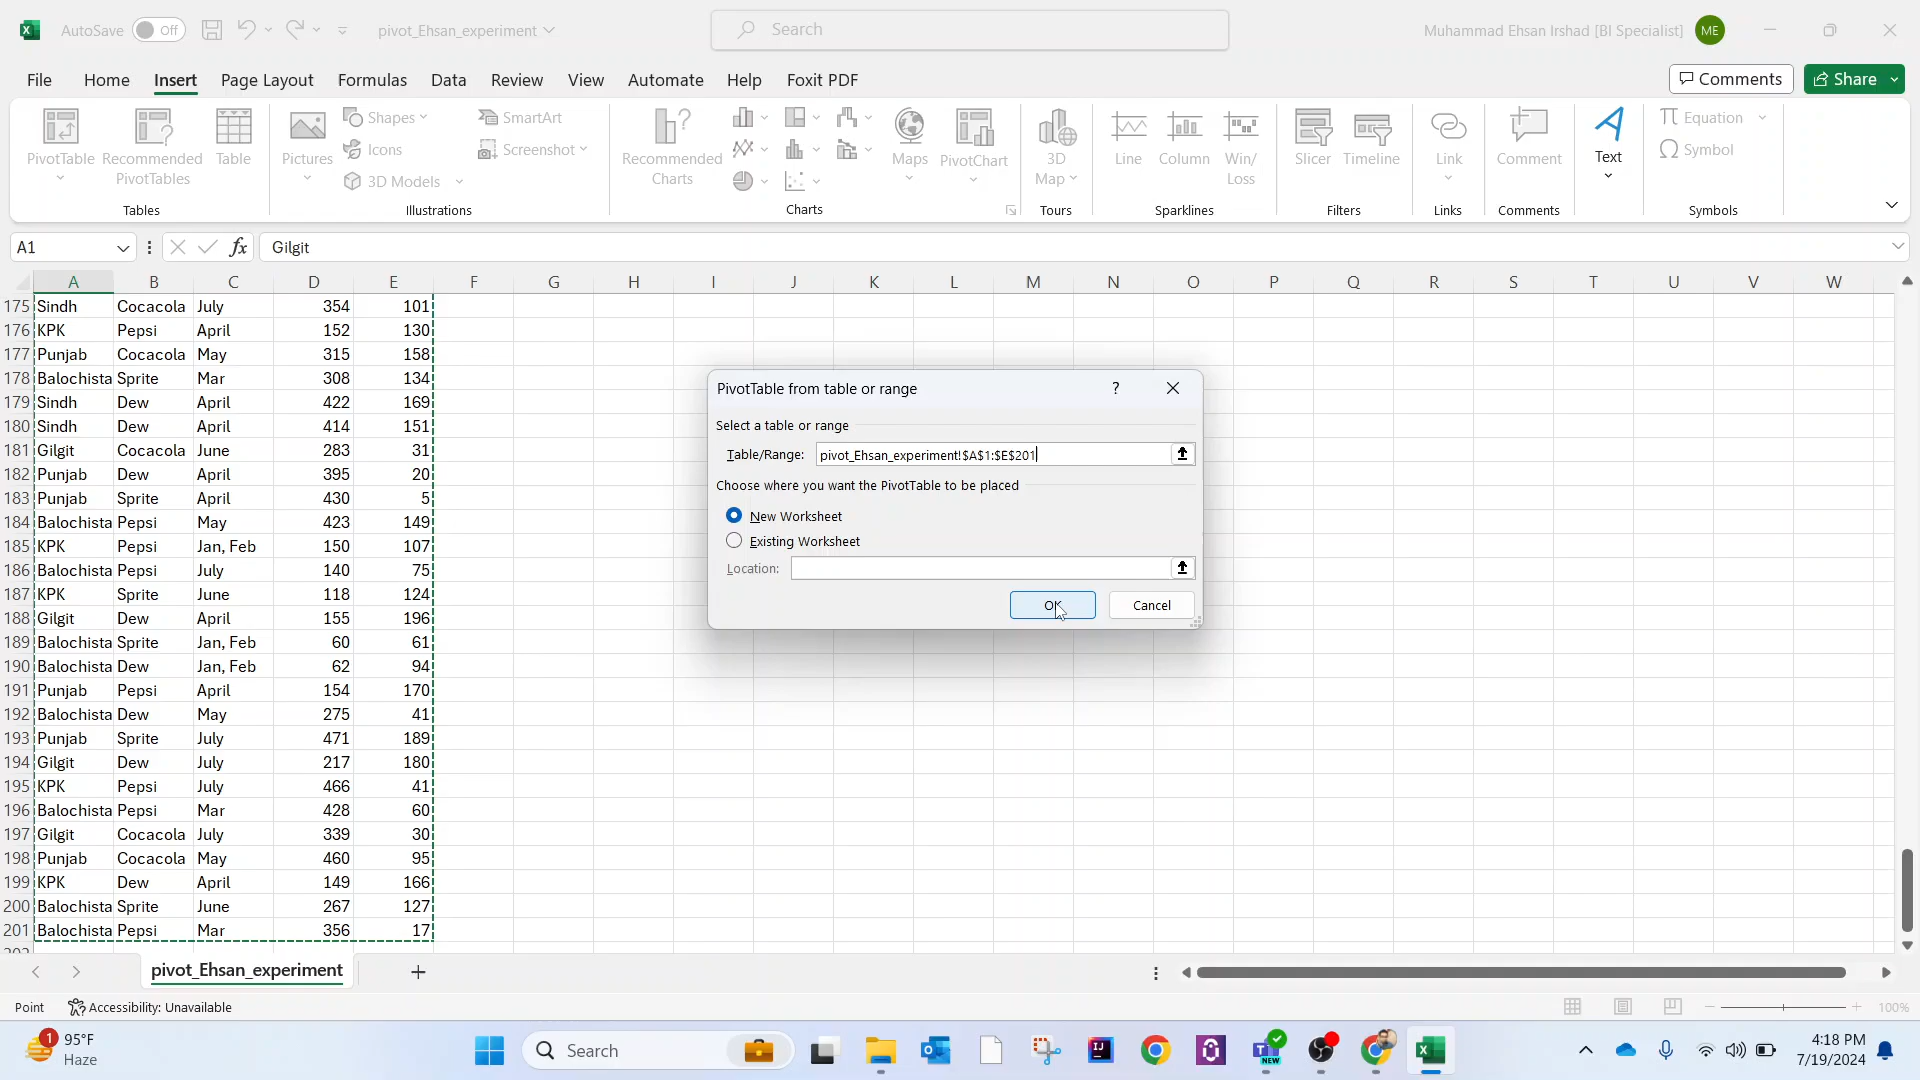 AutoSave Off pivot_Ehsan_experiment Search Muhammad Ehsan Irshad [BI Specialist] ME
File Home Insert Page Layout Formulas Data Review View Automate Help Foxit PDF Comments Share
PivotTable Recommended PivotTables Table
Pictures Shapes Icons 3D Models SmartArt Screenshot
Recommended Charts Maps PivotChart
3D Map Line Column Win/ Loss Slicer Timeline Link Comment Text Equation Symbol
Tables Illustrations Charts Tours Sparklines Filters Links Comments Symbols
A1 fx Gilgit
A B C D E F G H I J K L M N O P Q R S T U V W
175 Sindh Cocacola July 354 101
176 KPK Pepsi April 152 130
177 Punjab Cocacola May 315 158
178 Balochista Sprite Mar 308 134
179 Sindh Dew April 422 169
180 Sindh Dew April 414 151
181 Gilgit Cocacola June 283 31
182 Punjab Dew April 395 20
183 Punjab Sprite April 430 5
184 Balochista Pepsi May 423 149
185 KPK Pepsi Jan, Feb 150 107
186 Balochista Pepsi July 140 75
187 KPK Sprite June 118 124
188 Gilgit Dew April 155 196
189 Balochista Sprite Jan, Feb 60 61
190 Balochista Dew Jan, Feb 62 94
191 Punjab Pepsi April 154 170
192 Balochista Dew May 275 41
193 Punjab Sprite July 471 189
194 Gilgit Dew July 217 180
195 KPK Pepsi July 466 41
196 Balochista Pepsi Mar 428 60
197 Gilgit Cocacola July 339 30
198 Punjab Cocacola May 460 95
199 KPK Dew April 149 166
200 Balochista Sprite June 267 127
201 Balochista Pepsi Mar 356 17
PivotTable from table or range ?
Select a table or range
Table/Range: pivot_Ehsan_experiment!$A$1:$E$201
Choose where you want the PivotTable to be placed
New Worksheet
Existing Worksheet
Location:
OK Cancel
pivot_Ehsan_experiment
Point Accessibility: Unavailable 100%
1 95°F
Haze
Search
NEW
4:18 PM
7/19/2024